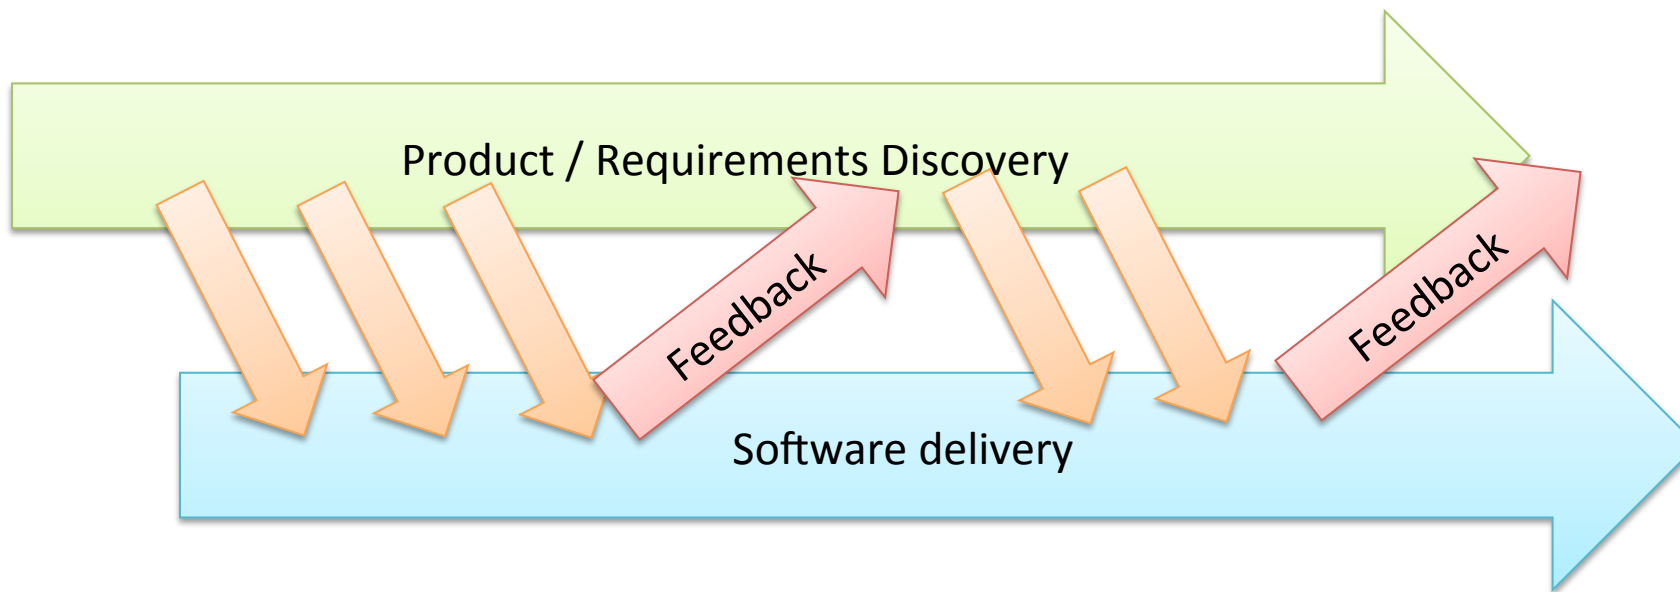 Product / Requirements Discovery
Feedback
Feedback
Software delivery